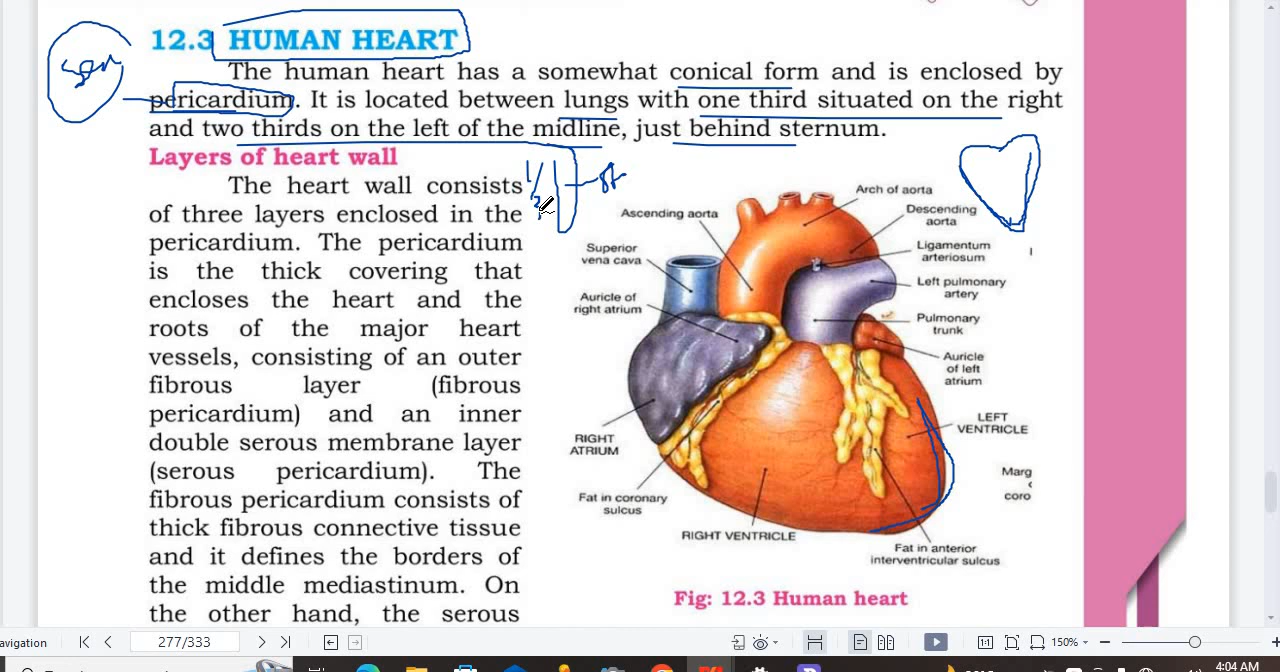 12.3 HUMAN HEART
The human heart has a somewhat conical form and is enclosed by
pericardium. It is located between lungs with one third situated on the right
and two thirds on the left of the midline, just behind sternum.
Layers of heart wall
The heart wall consists
of three layers enclosed in the
pericardium. The pericardium
is the thick covering that
encloses the heart and the
roots of the major heart
vessels, consisting of an outer
fibrous layer (fibrous
pericardium) and an inner
double serous membrane layer
(serous pericardium). The
fibrous pericardium consists of
thick fibrous connective tissue
and it defines the borders of
the middle mediastinum. On
the other hand, the serous
Arch of aorta
Ascending aorta
Descending
aorta
Superior
vena cava
Ligamentum
arteriosum
Auricle of
right atrium
Left pulmonary
artery
Pulmonary
trunk
Auricle
of left
atrium
LEFT
VENTRICLE
RIGHT
ATRIUM
Marg
coro
Fat in coronary
sulcus
RIGHT VENTRICLE
Fat in anterior
interventricular sulcus
Fig: 12.3 Human heart
avigation
277/333
1:1
150%
4:04 AM